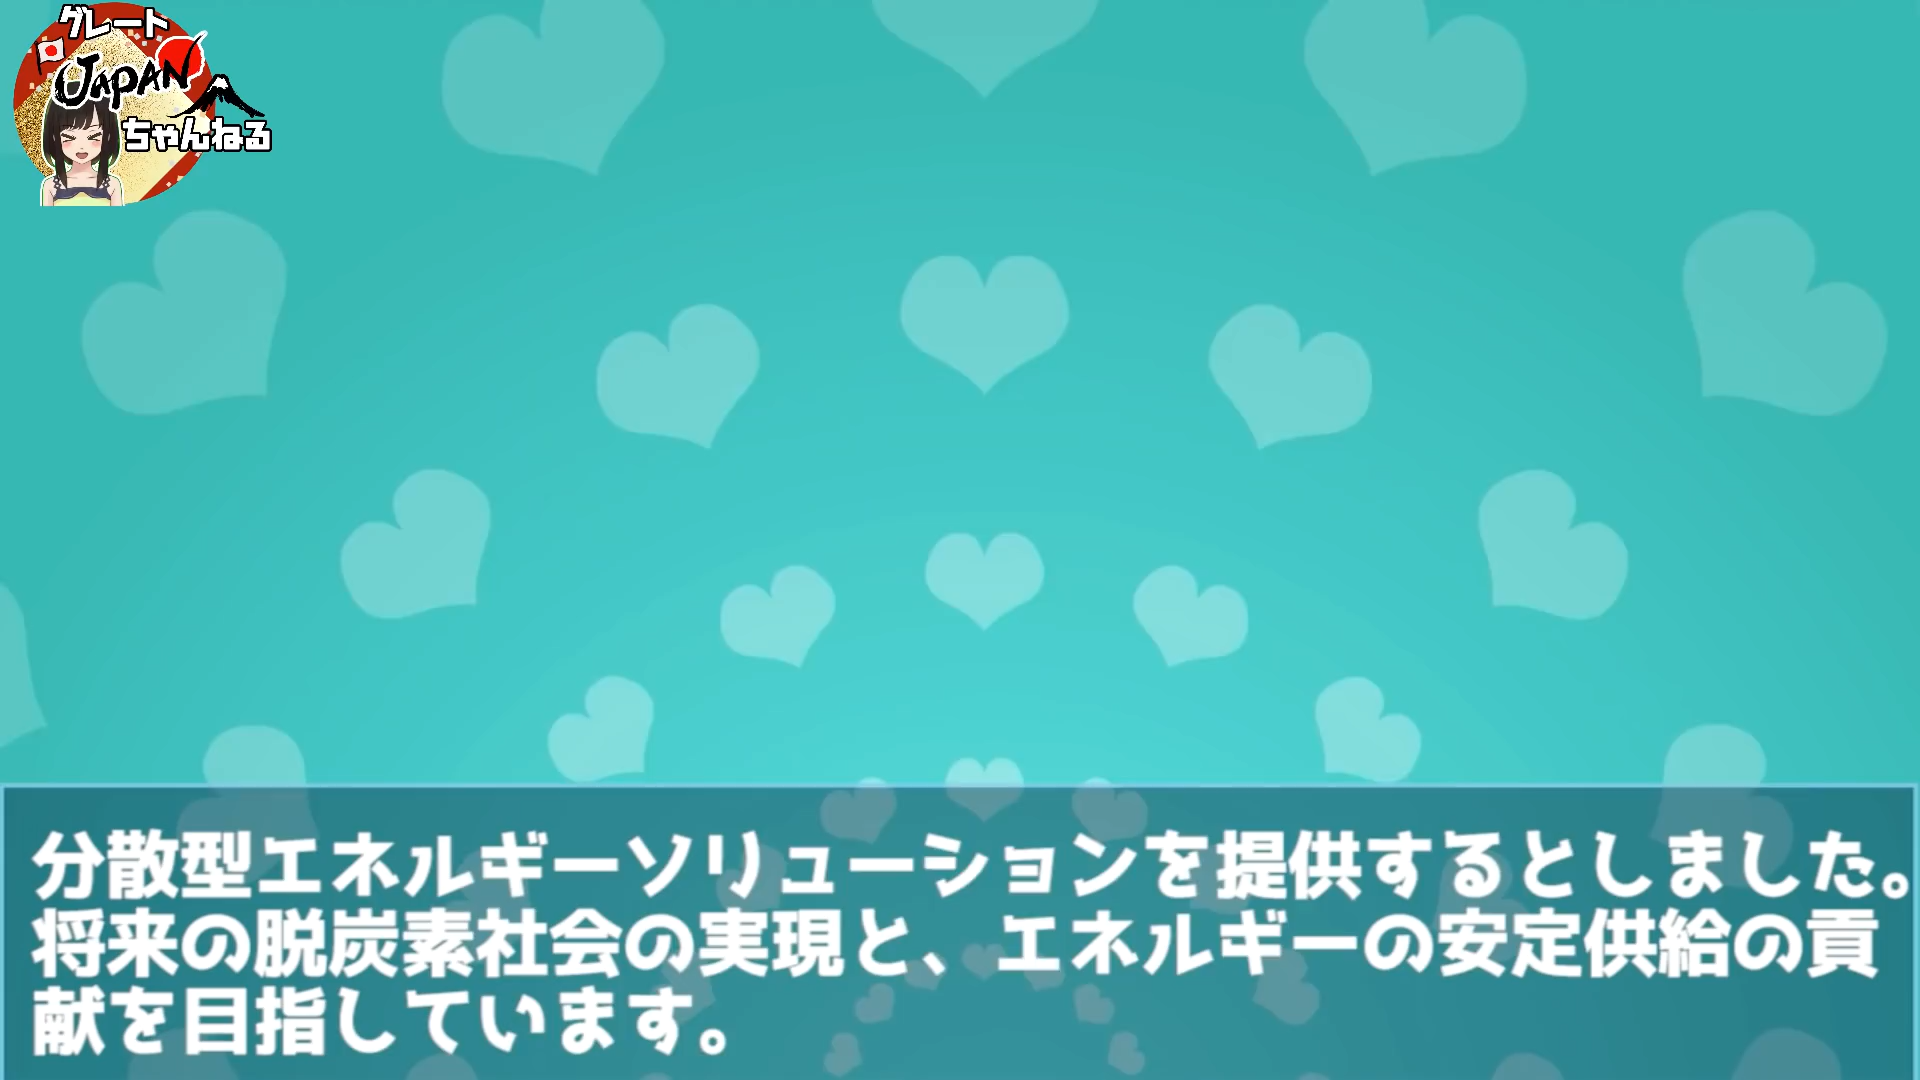 グレート
JAPAN
ちゃんねる
分散型エネルギーソリューションを提供するとしました。
将来の脱炭素社会の実現と、エネルギーの安定供給の貢
献を目指しています。